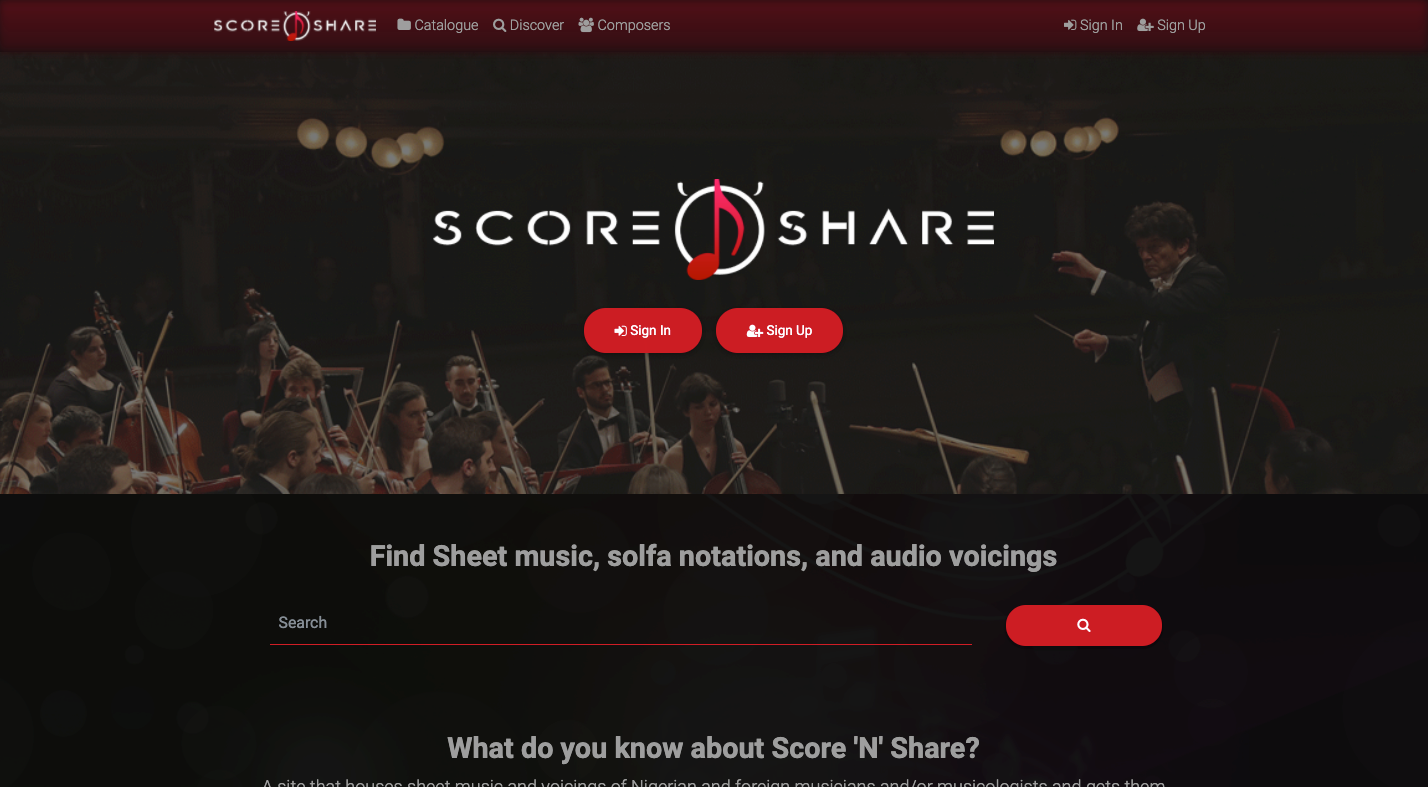 SCORE SHARE Catalogue Discover Composers Sign In Sign Up
SCORE SHARE
Sign In Sign Up
Find Sheet music, solfa notations, and audio voicings
Search
What do you know about Score 'N' Share?
A site that houses sheet music and voicings of Nigerian and foreign musicians and/or musicologists and gets them